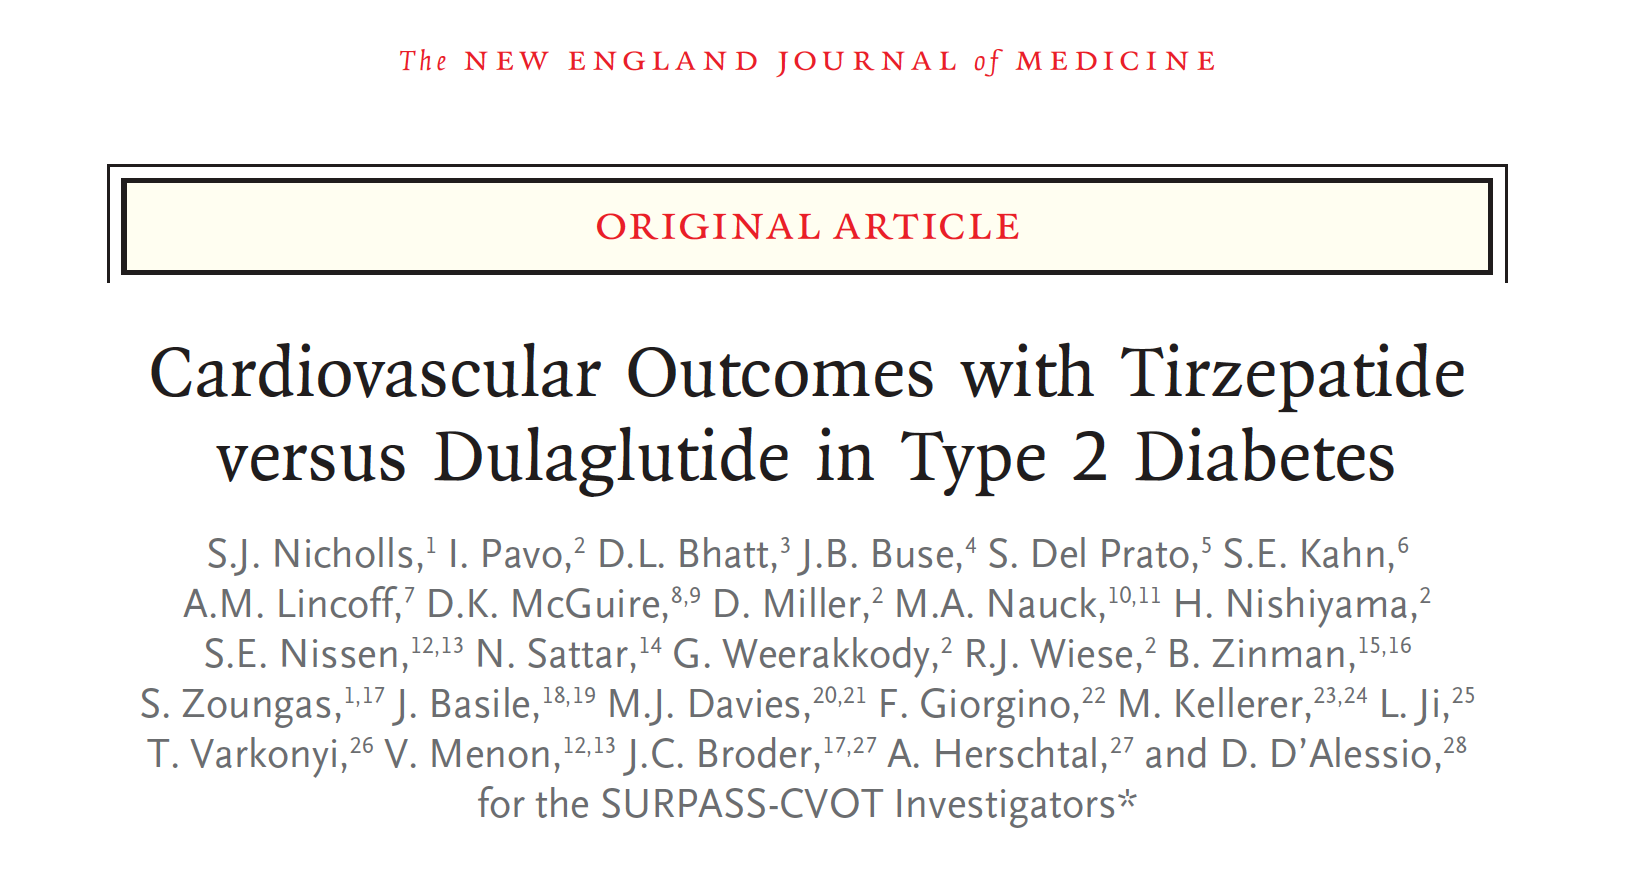 The NEW ENGLAND JOURNAL of MEDICINE
ORIGINAL ARTICLE
Cardiovascular Outcomes with Tirzepatide
versus Dulaglutide in Type 2 Diabetes
S.J. Nicholls,1 I. Pavo,2 D.L. Bhatt,3 J.B. Buse,4 S. Del Prato,5 S.E. Kahn,6
A.M. Lincoff,7 D.K. McGuire,8,9 D. Miller,2 M.A. Nauck,10,11 H. Nishiyama,2
S.E. Nissen,12,13 N. Sattar,14 G. Weerakkody,2 R.J. Wiese,2 B. Zinman,15,16
S. Zoungas,1,17 J. Basile,18,19 M.J. Davies,20,21 F. Giorgino,22 M. Kellerer,23,24 L. Ji,25
T. Varkonyi,26 V. Menon,12,13 J.C. Broder,17,27 A. Herschtal,27 and D. D’Alessio,28
for the SURPASS-CVOT Investigators*